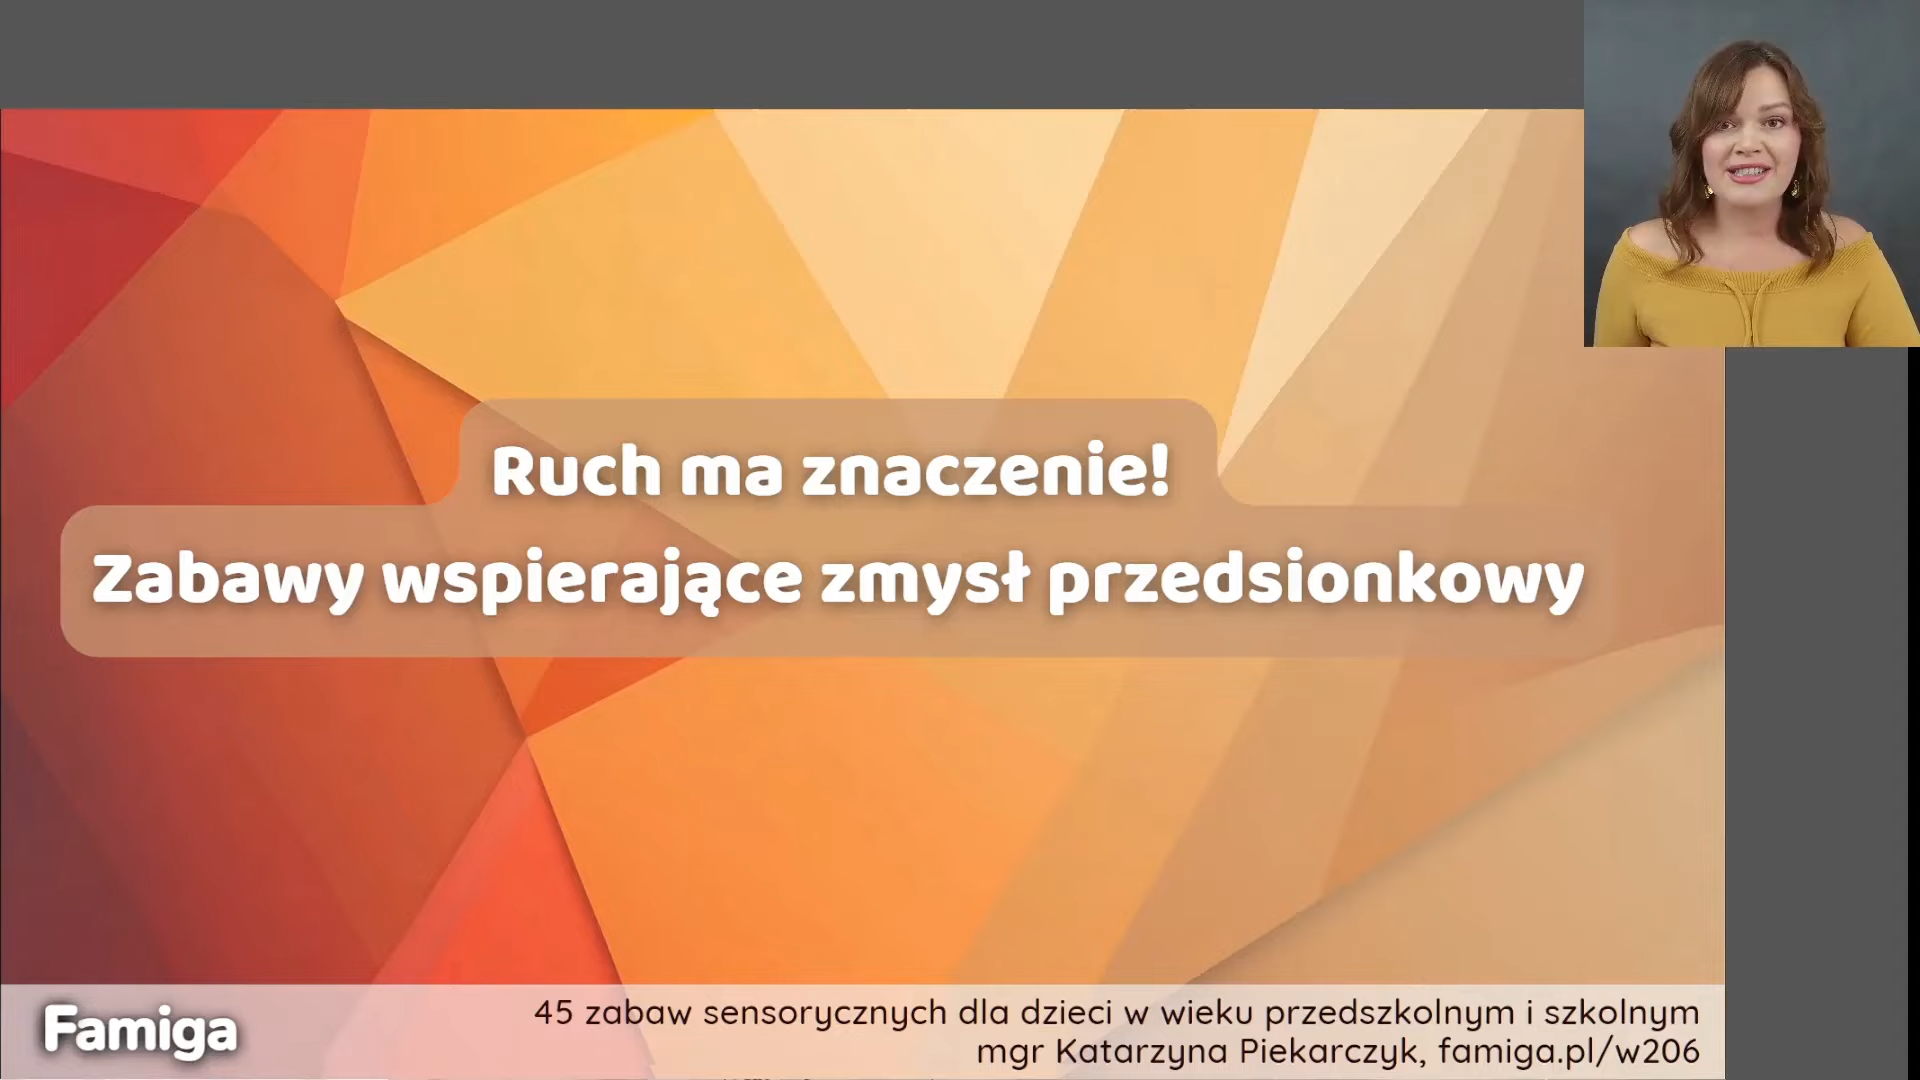 Ruch ma znaczenie!
Zabawy wspierające zmysł przedsionkowy
Famiga
45 zabaw sensorycznych dla dzieci w wieku przedszkolnym i szkolnym
mgr Katarzyna Piekarczyk, famiga.pl/w206